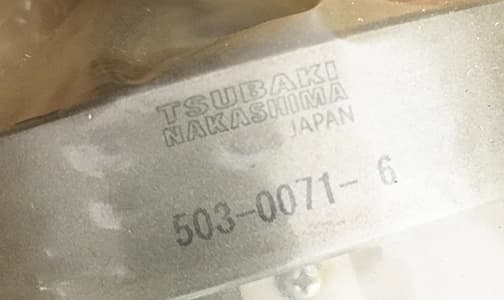 TSUBAKI
NAKASHIMA
JAPAN
503-0071- 6